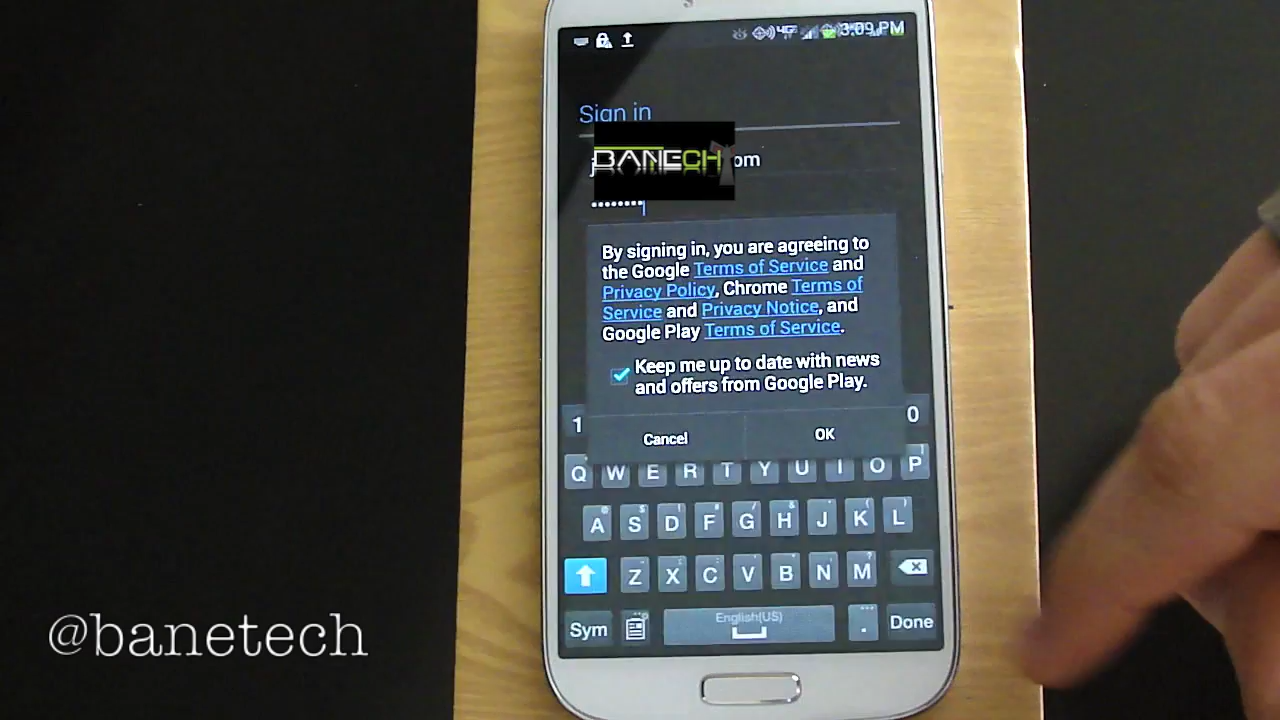 3:09 PM
Sign in
BANECH
j
om
••••••••
By signing in, you are agreeing to
the Google Terms of Service and
Privacy Policy, Chrome Terms of
Service and Privacy Notice, and
Google Play Terms of Service.
Keep me up to date with news
and offers from Google Play.
Cancel OK
1 0
Q W E R T Y U I O P
A S D F G H J K L
Z X C V B N M
Sym English(US) . Done
@banetech